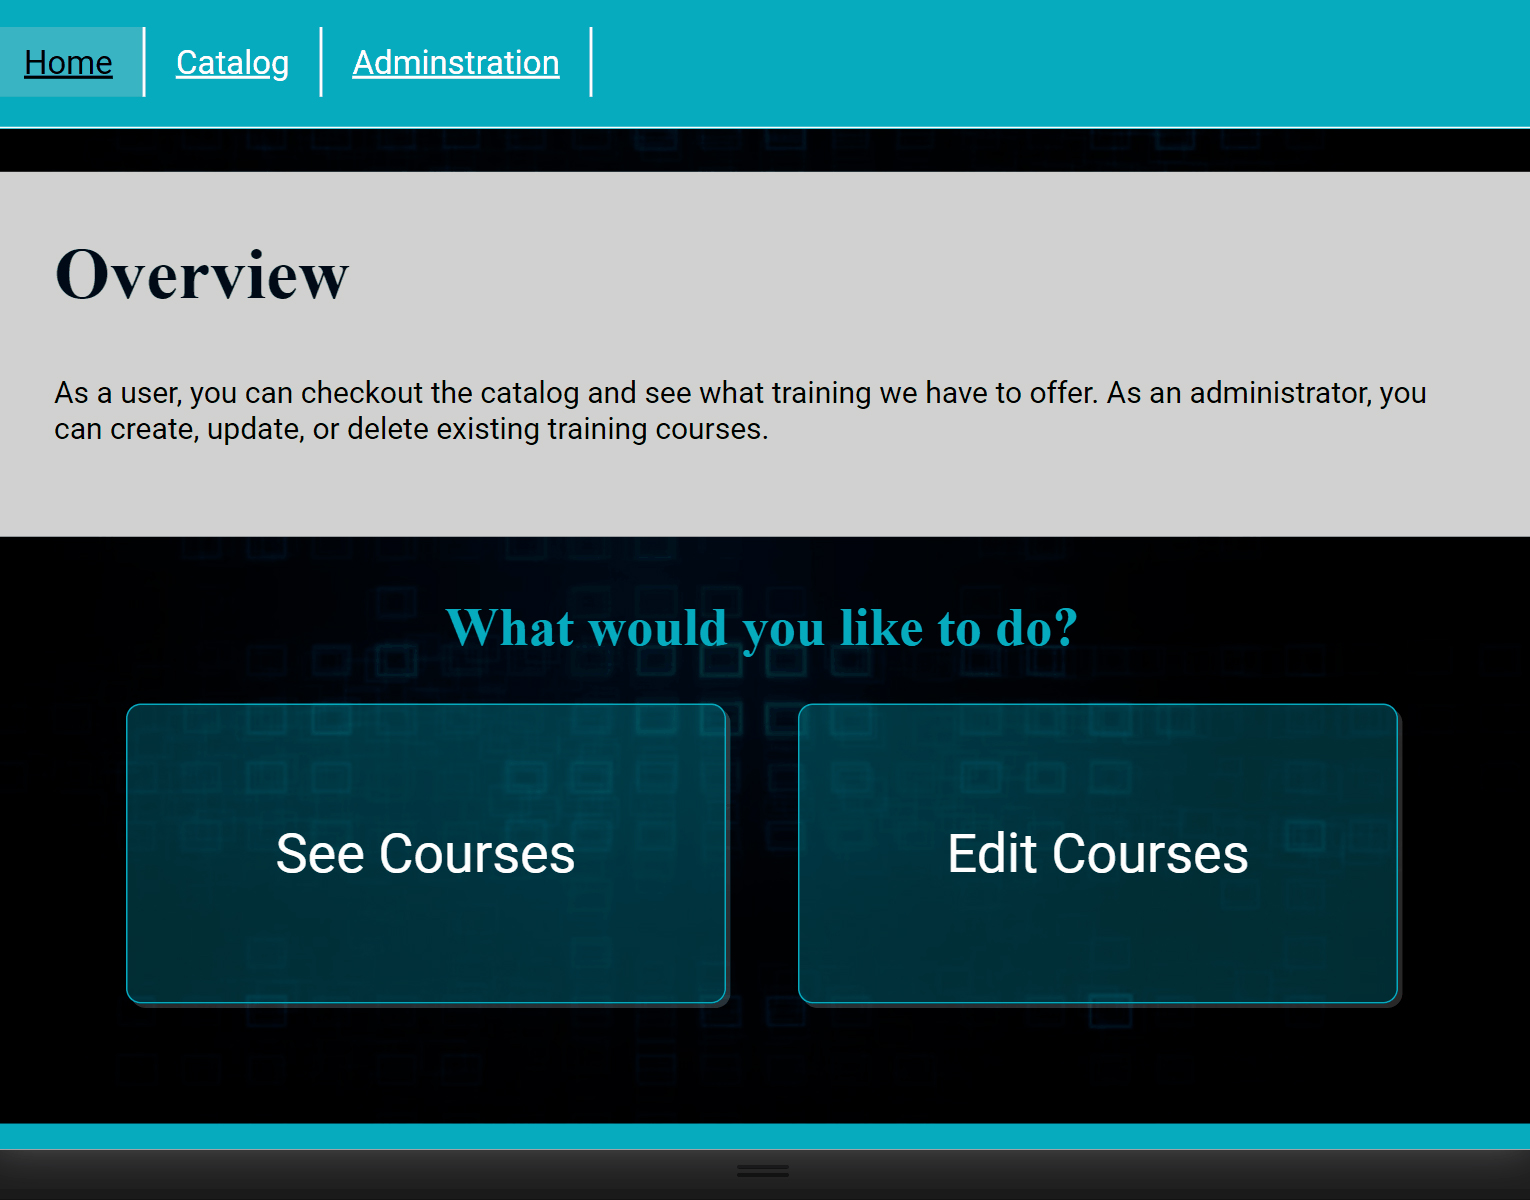 Home Catalog Adminstration
Overview
As a user, you can checkout the catalog and see what training we have to offer. As an administrator, you
can create, update, or delete existing training courses.
What would you like to do?
See Courses Edit Courses